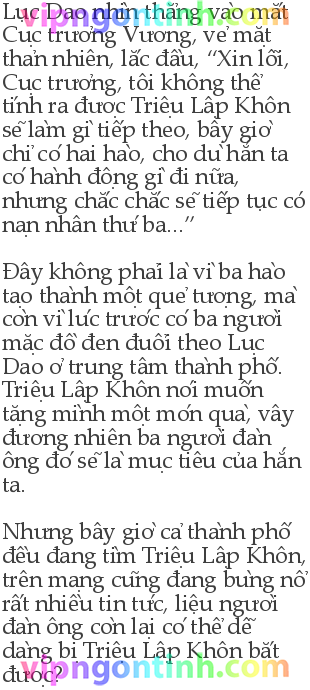 Lục Dao nhìn thẳng vào mắt
Cục trưởng Vương, vẻ mặt
thản nhiên, lắc đầu, “Xin lỗi,
Cục trưởng, tôi không thể
tính ra được Triệu Lập Khôn
sẽ làm gì tiếp theo, bây giờ
chỉ có hai hào, cho dù hắn ta
có hành động gì đi nữa,
nhưng chắc chắc sẽ tiếp tục có
nạn nhân thứ ba...”
Đây không phải là vì ba hào
tạo thành một quẻ tượng, mà
còn vì lúc trước có ba người
mặc đồ đen đuổi theo Lục
Dao ở trung tâm thành phố.
Triệu Lập Khôn nói muốn
tặng mình một món quà, vậy
đương nhiên ba người đàn
ông đó sẽ là mục tiêu của hắn
ta.
Nhưng bây giờ cả thành phố
đều đang tìm Triệu Lập Khôn,
trên mạng cũng đang bùng nổ
rất nhiều tin tức, liệu người
đàn ông còn lại có thể dễ
dàng bị Triệu Lập Khôn bắt
được?
vipngontinh.com
vipngontinh.com